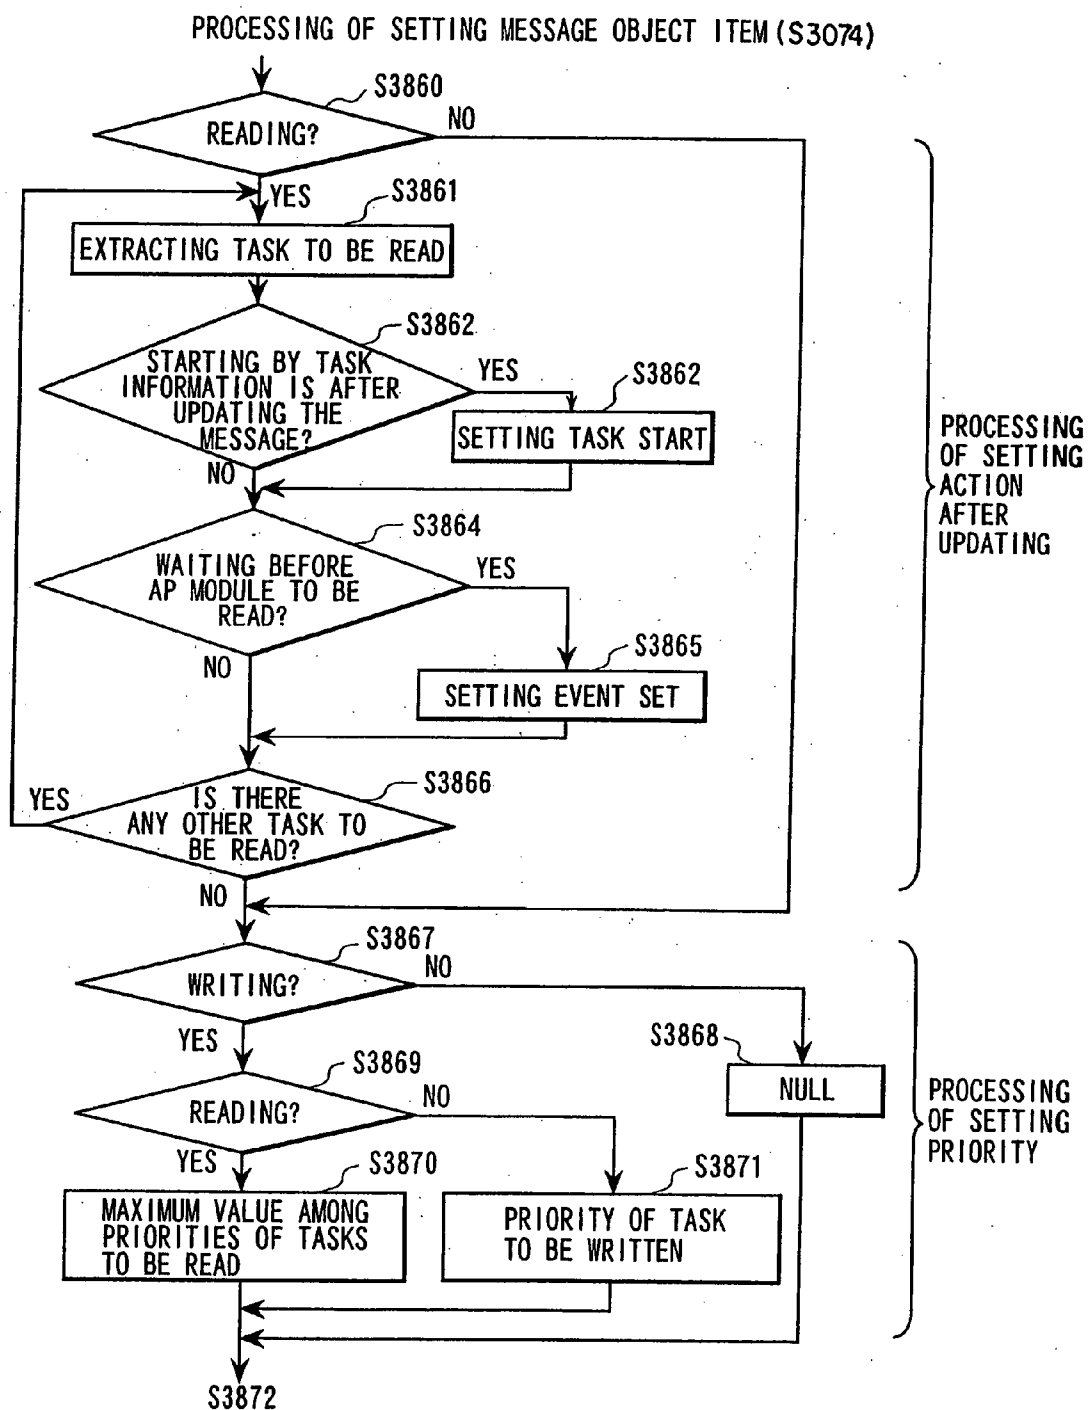 PROCESSING OF SETTING MESSAGE OBJECT ITEM (S3074)
S3860
READING?
NO
YES
S3861
EXTRACTING TASK TO BE READ
S3862
STARTING BY TASK
INFORMATION IS AFTER
UPDATING THE
MESSAGE?
YES
S3862
SETTING TASK START
NO
S3864
WAITING BEFORE
AP MODULE TO BE
READ?
YES
S3865
SETTING EVENT SET
NO
S3866
IS THERE
ANY OTHER TASK TO
BE READ?
YES
NO
PROCESSING
OF SETTING
ACTION
AFTER
UPDATING
S3867
WRITING?
NO
YES
S3868
NULL
S3869
READING?
NO
YES
S3870
MAXIMUM VALUE AMONG
PRIORITIES OF TASKS
TO BE READ
S3871
PRIORITY OF TASK
TO BE WRITTEN
PROCESSING
OF SETTING
PRIORITY
S3872